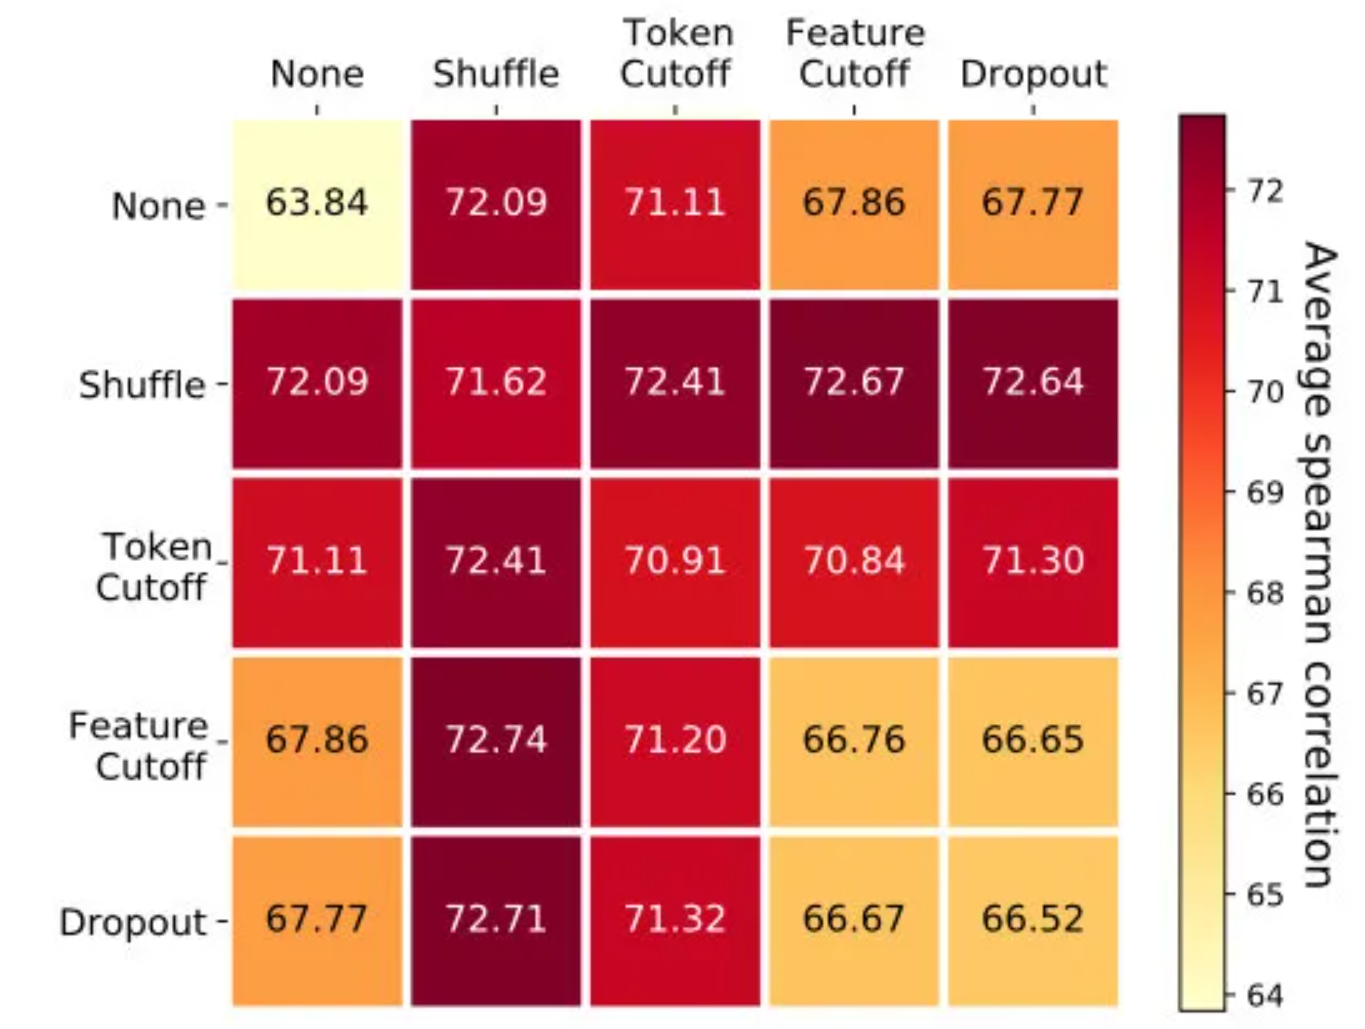 None Shuffle Token Cutoff Feature Cutoff Dropout
None 63.84 72.09 71.11 67.86 67.77
Shuffle 72.09 71.62 72.41 72.67 72.64
Token Cutoff 71.11 72.41 70.91 70.84 71.30
Feature Cutoff 67.86 72.74 71.20 66.76 66.65
Dropout 67.77 72.71 71.32 66.67 66.52
72
71
70
69
68
67
66
65
64
Average spearman correlation